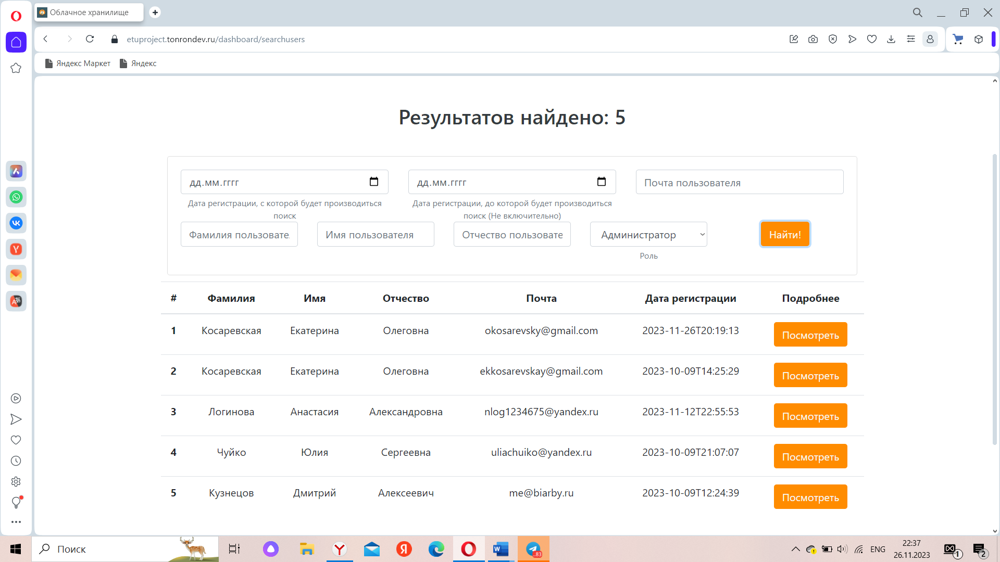 Облачное хранилище
etuproject.tonrondev.ru/dashboard/searchusers
Яндекс Маркет Яндекс
Результатов найдено: 5
дд.мм.гггг дд.мм.гггг Почта пользователя
Дата регистрации, с которой будет производиться поиск
Дата регистрации, до которой будет производиться поиск (Не включительно)
Фамилия пользовате Имя пользователя Отчество пользовате Администратор Найти!
Роль
# Фамилия Имя Отчество Почта Дата регистрации Подробнее
1 Косаревская Екатерина Олеговна okosarevsky@gmail.com 2023-11-26T20:19:13 Посмотреть
2 Косаревская Екатерина Олеговна ekkosarevskay@gmail.com 2023-10-09T14:25:29 Посмотреть
3 Логинова Анастасия Александровна nlog1234675@yandex.ru 2023-11-12T22:55:53 Посмотреть
4 Чуйко Юлия Сергеевна uliachuiko@yandex.ru 2023-10-09T21:07:07 Посмотреть
5 Кузнецов Дмитрий Алексеевич me@biarby.ru 2023-10-09T12:24:39 Посмотреть
Поиск ..83 ENG 22:37
26.11.2023 1 2